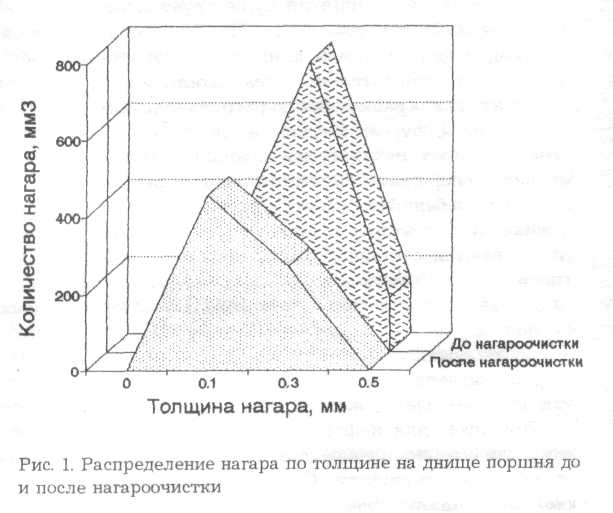 800
600
400
200
0
Количество нагара, мм3
0
0.1
0.3
0.5
До нагароочистки
После нагароочистки
Толщина нагара, мм
Рис. 1. Распределение нагара по толщине на днище поршня до
и после нагароочистки